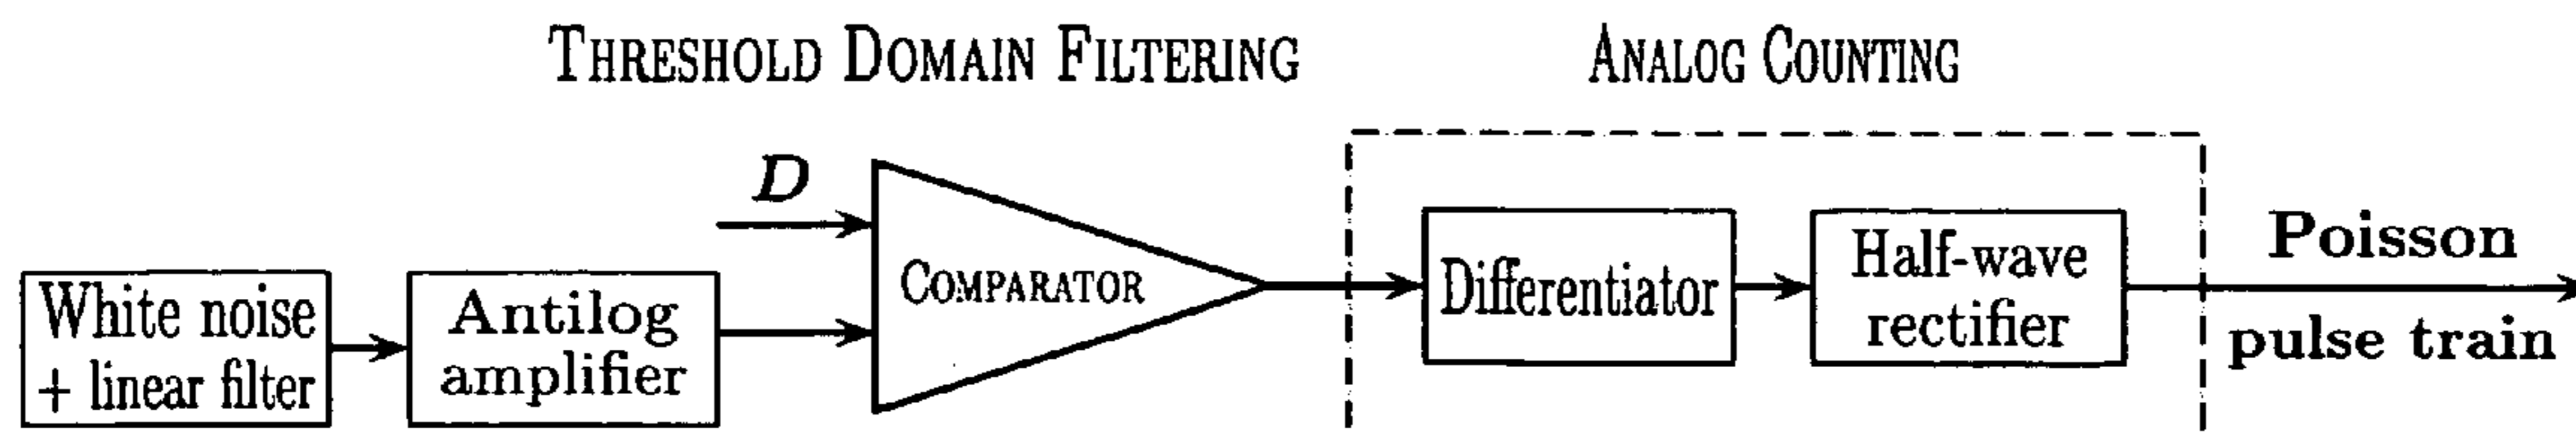 THRESHOLD DOMAIN FILTERING
ANALOG COUNTING
D
White noise
+ linear filter
Antilog
amplifier
COMPARATOR
Differentiator
Half-wave
rectifier
Poisson
pulse train